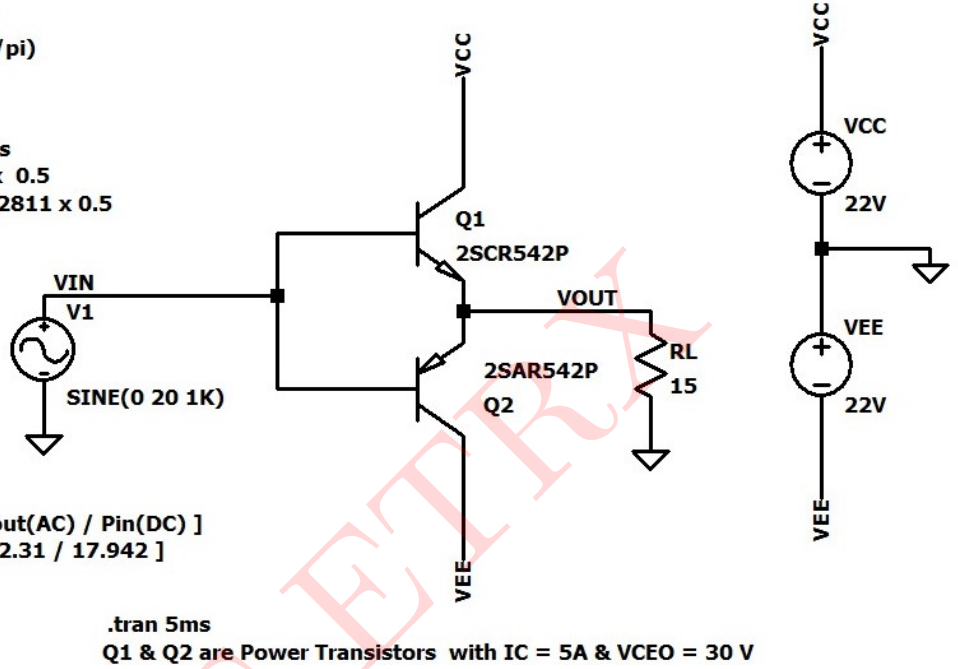 /pi)
s
x 0.5
2811 x 0.5
VCC
VCC
VCC
22V
Q1
2SCR542P
VIN
V1
VOUT
SINE(0 20 1K)
2SAR542P
Q2
RL
15
VEE
22V
VEE
VEE
out(AC) / Pin(DC) ]
2.31 / 17.942 ]
.tran 5ms
Q1 & Q2 are Power Transistors with IC = 5A & VCEO = 30 V
ETRX